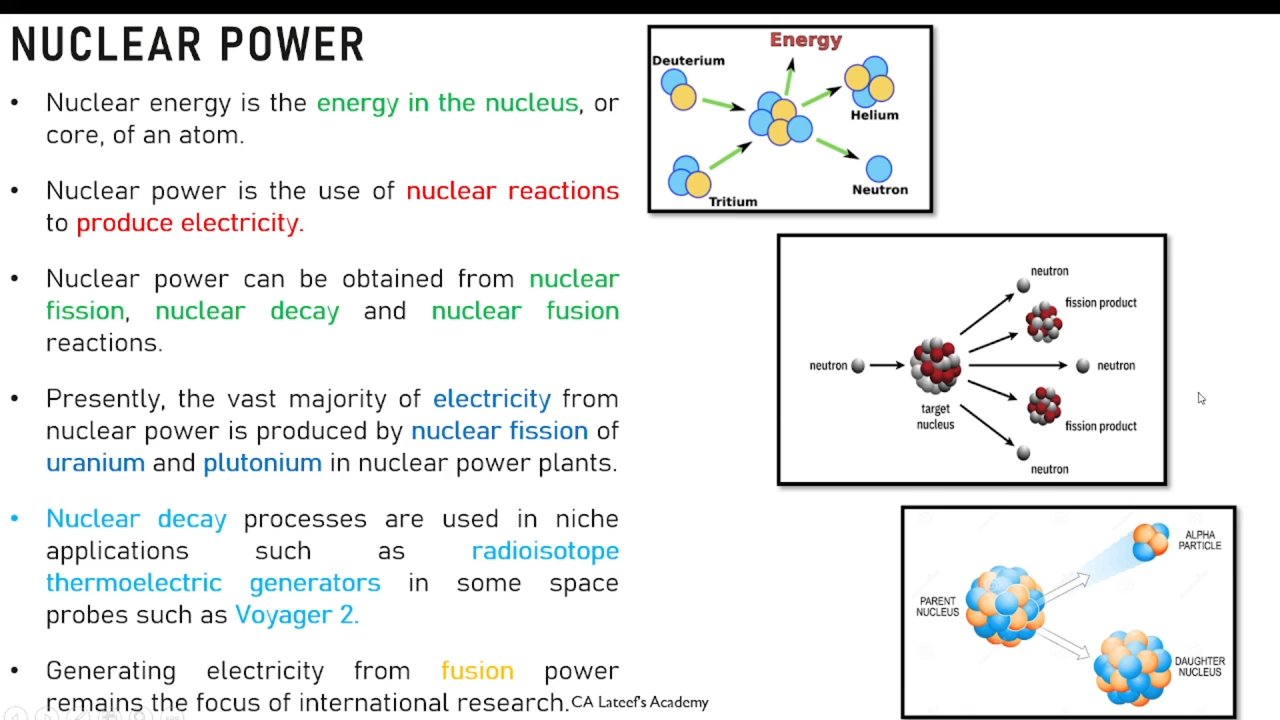 NUCLEAR POWER
• Nuclear energy is the energy in the nucleus, or
core, of an atom.
• Nuclear power is the use of nuclear reactions
to produce electricity.
• Nuclear power can be obtained from nuclear
fission, nuclear decay and nuclear fusion
reactions.
• Presently, the vast majority of electricity from
nuclear power is produced by nuclear fission of
uranium and plutonium in nuclear power plants.
• Nuclear decay processes are used in niche
applications such as radioisotope
thermoelectric generators in some space
probes such as Voyager 2.
• Generating electricity from fusion power
remains the focus of international research.
CA Lateef's Academy
Energy
Deuterium
Helium
Neutron
Tritium
neutron
fission product
neutron
neutron
target
nucleus
fission product
neutron
ALPHA
PARTICLE
PARENT
NUCLEUS
DAUGHTER
NUCLEUS